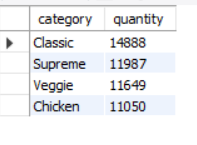 category quantity
Classic 14888
Supreme 11987
Veggie 11649
Chicken 11050